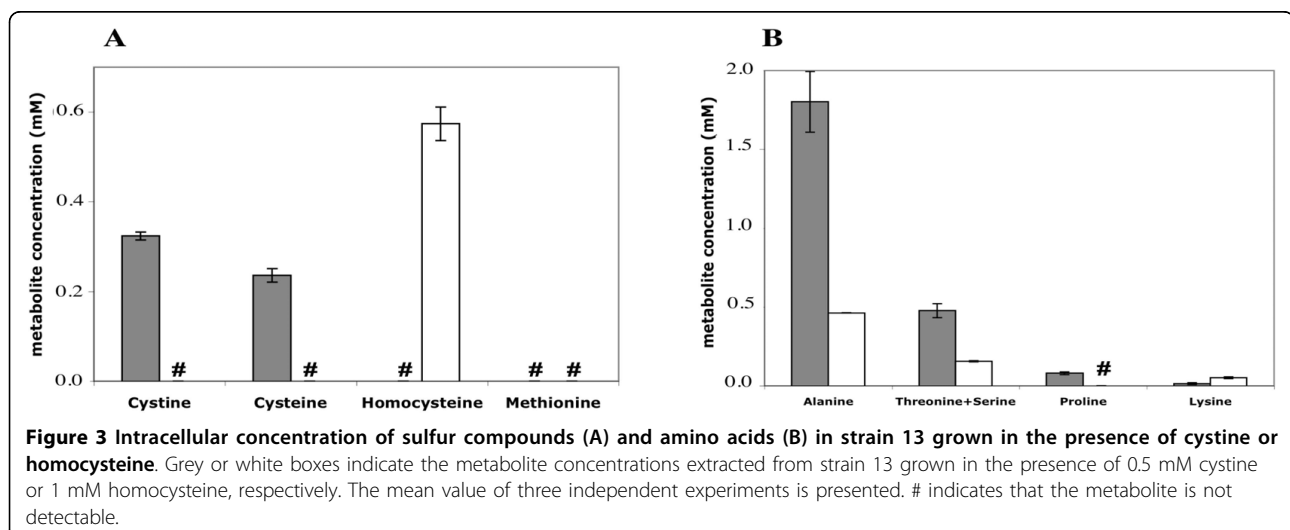 A
metabolite concentration (mM)
0.6
0.4
0.2
0.0
# # # # #
Cystine Cysteine Homocysteine Methionine
B
metabolite concentration (mM)
2.0
1.5
1.0
0.5
0.0
#
Alanine Threonine+Serine Proline Lysine
Figure 3 Intracellular concentration of sulfur compounds (A) and amino acids (B) in strain 13 grown in the presence of cystine or
homocysteine. Grey or white boxes indicate the metabolite concentrations extracted from strain 13 grown in the presence of 0.5 mM cystine
or 1 mM homocysteine, respectively. The mean value of three independent experiments is presented. # indicates that the metabolite is not
detectable.